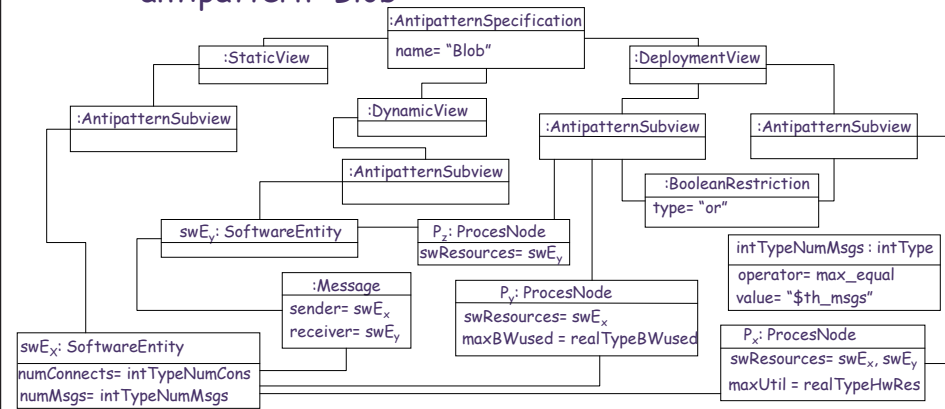 antipattern "Blob"
:AntipatternSpecification
name= "Blob"
:StaticView
:DeploymentView
:DynamicView
:AntipatternSubview
:AntipatternSubview
:AntipatternSubview
:AntipatternSubview
:BooleanRestriction
type= "or"
swEy: SoftwareEntity
Pz: ProcesNode
swResources= swEy
intTypeNumMsgs : intType
operator= max_equal
value= "$th_msgs"
:Message
sender= swEx
receiver= swEy
Py: ProcesNode
swResources= swEx
maxBWused = realTypeBWused
Px: ProcesNode
swResources= swEx, swEy
maxUtil = realTypeHwRes
swEX: SoftwareEntity
numConnects= intTypeNumCons
numMsgs= intTypeNumMsgs